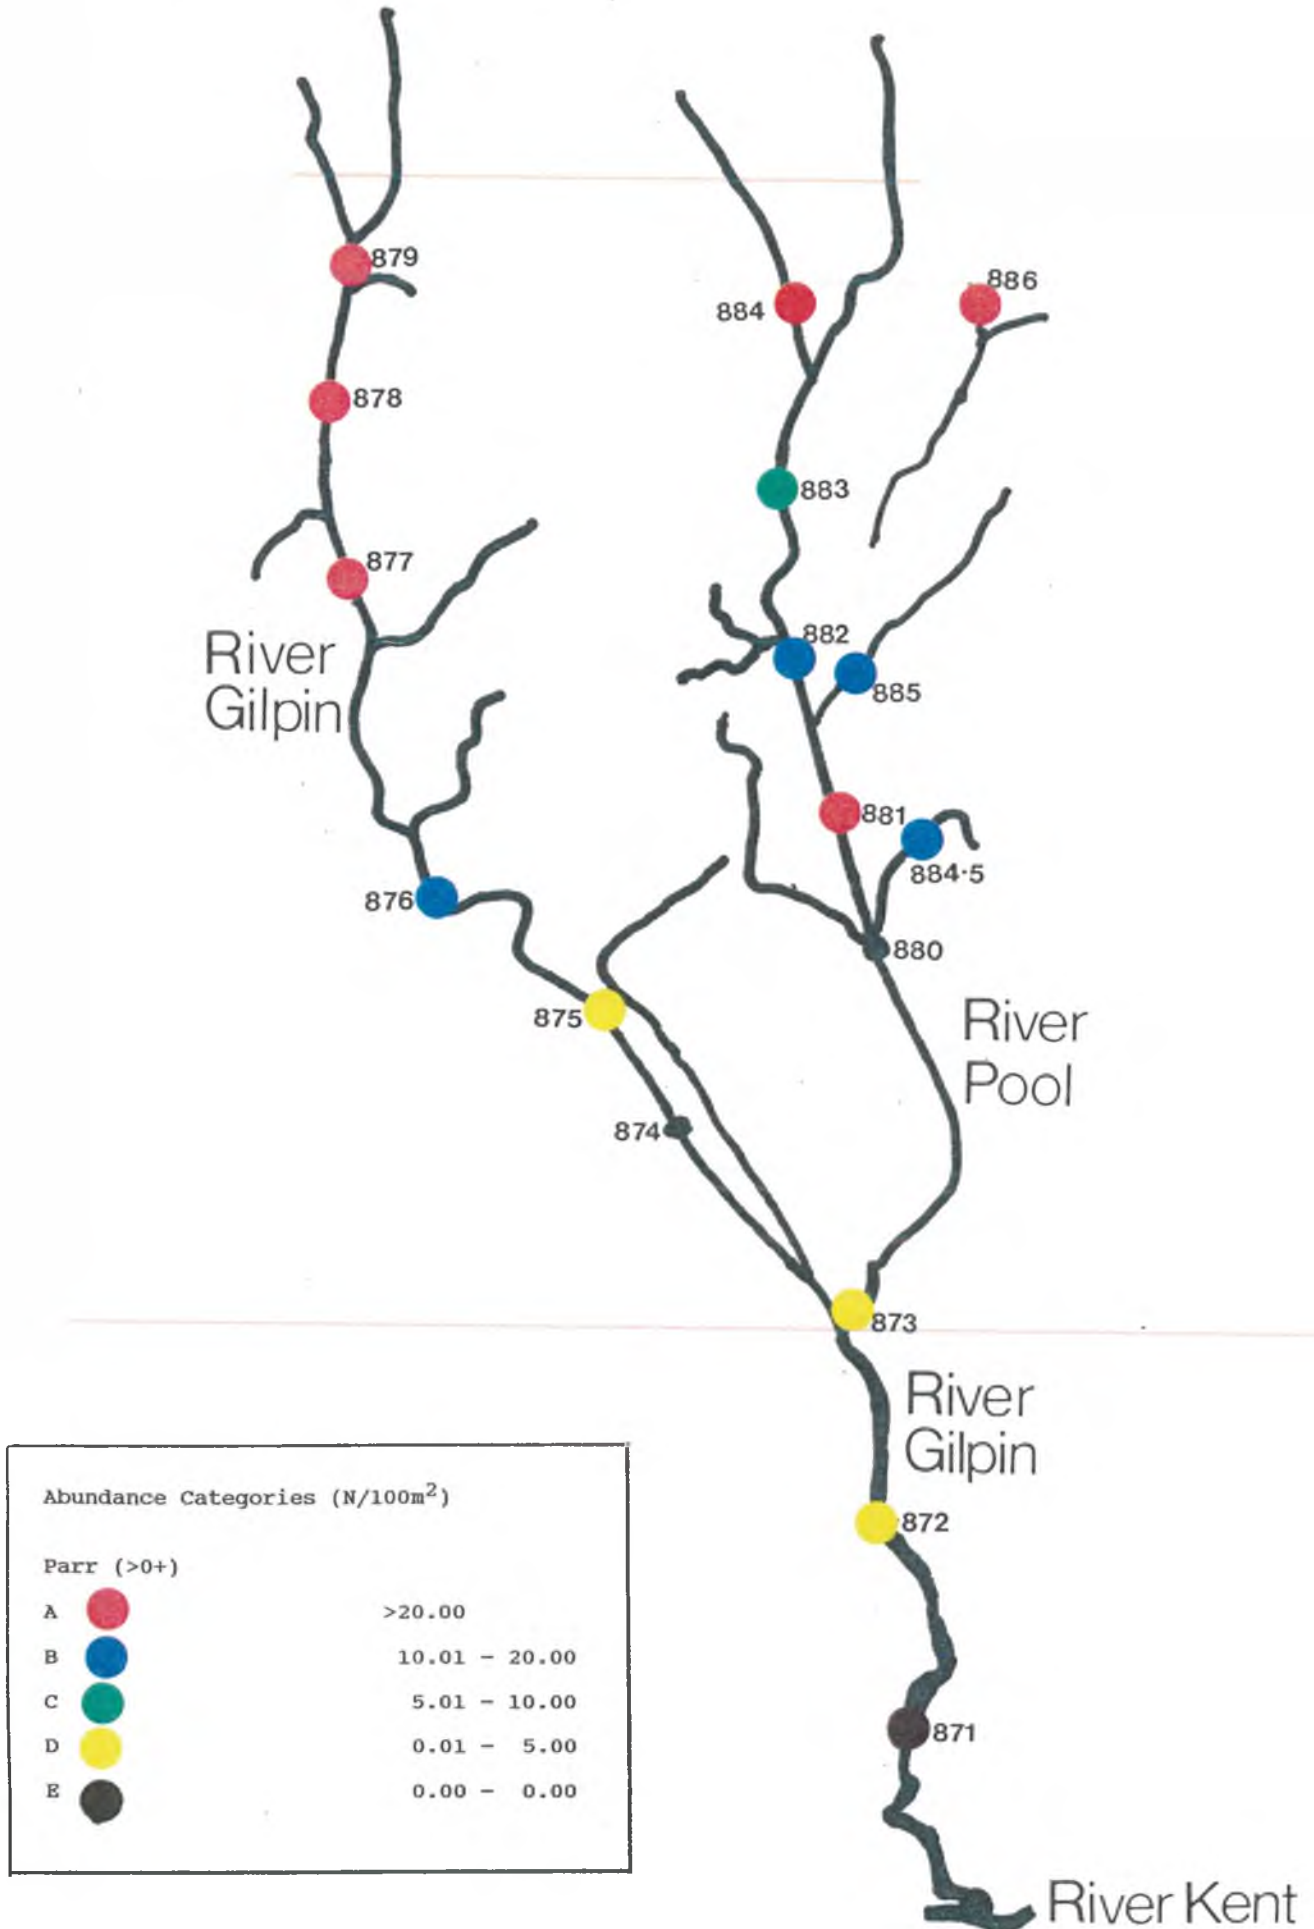 879
886
884
878
883
877
882
River
Gilpin
885
881
884·5
876
880
875
River
Pool
874
873
River
Gilpin
872
Abundance Categories (N/100m²)
Parr (>0+)
A >20.00
B 10.01 - 20.00
C 5.01 - 10.00
D 0.01 - 5.00
E 0.00 - 0.00
871
River Kent